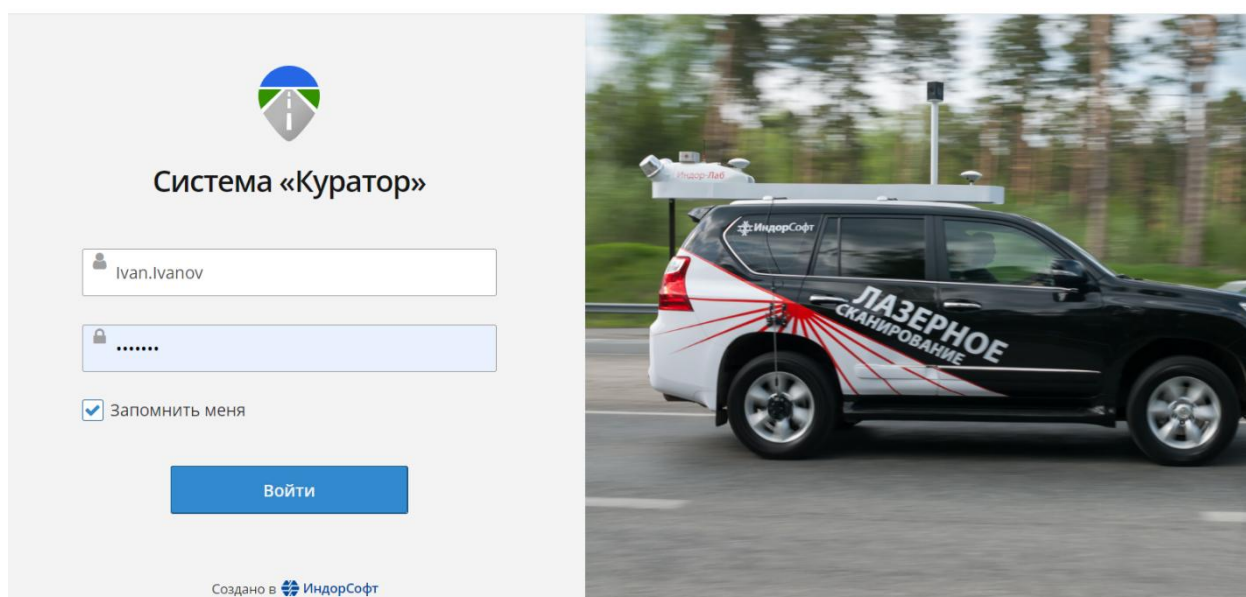 Система «Куратор»
Ivan.Ivanov
•••••••
Запомнить меня
Войти
Создано в ИндорСофт
Индор-Лаб
ИндорСофт
ЛАЗЕРНОЕ
СКАНИРОВАНИЕ